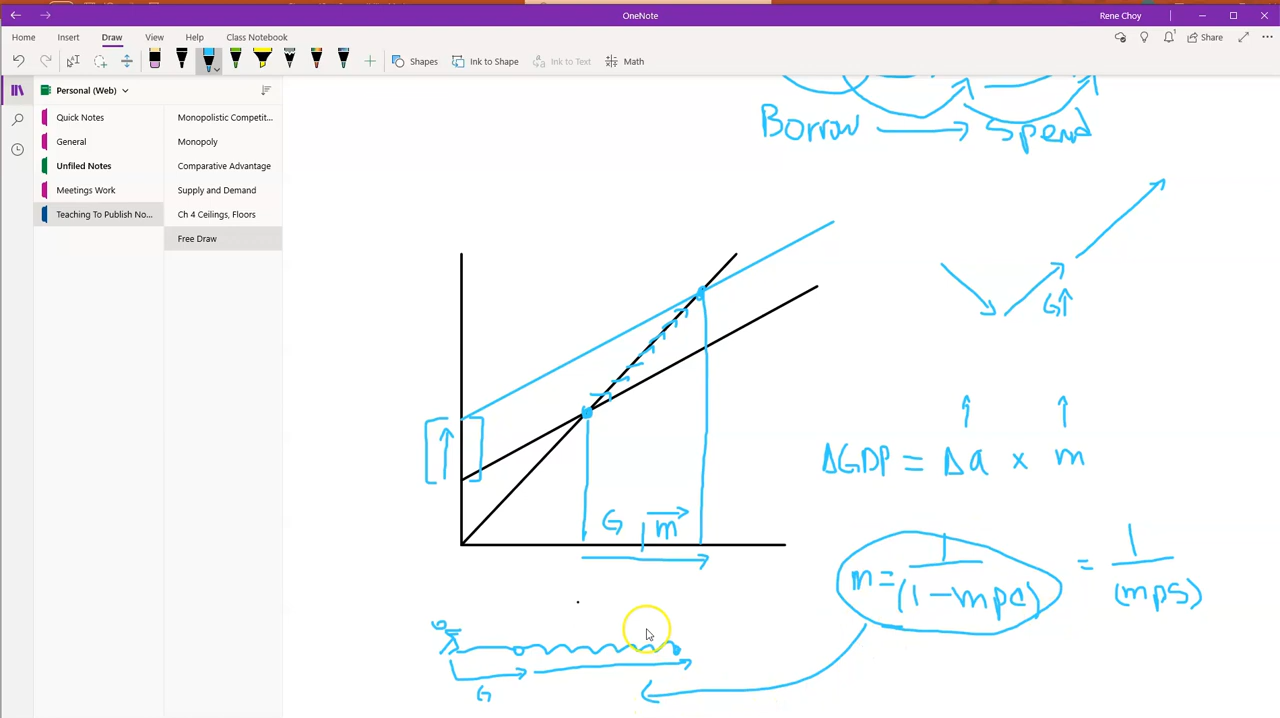 OneNote
Rene Choy
Home Insert Draw View Help Class Notebook
Share
Shapes Ink to Shape Ink to Text Finish Math
Personal (Web)
Quick Notes
General
Unfiled Notes
Meetings Work
Teaching To Publish No...
Monopolistic Competit...
Monopoly
Comparative Advantage
Supply and Demand
Ch 4 Ceilings, Floors
Free Draw
Borrow → Spend
G↑
ΔGDP = Δa × m
G m
m = 1/(1-mpc) = 1/(mps)
G